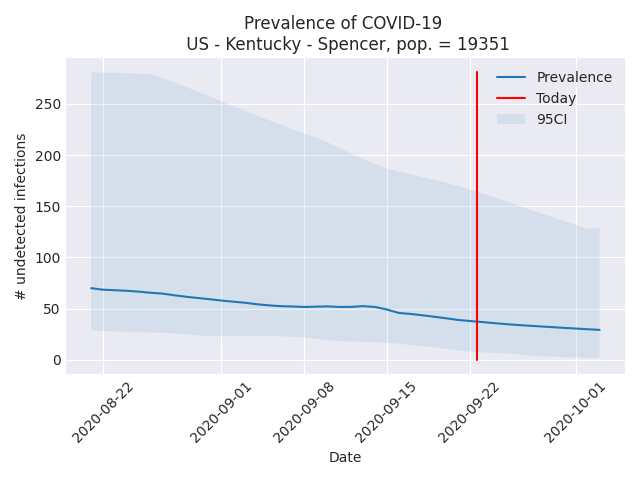 Prevalence of COVID-19
US - Kentucky - Spencer, pop. = 19351
Prevalence
Today
95CI
# undetected infections
250
200
150
100
50
0
2020-08-22
2020-09-01
2020-09-08
2020-09-15
2020-09-22
2020-10-01
Date